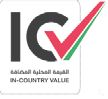 ICV
القيمة المحلية المضافة
IN-COUNTRY VALUE